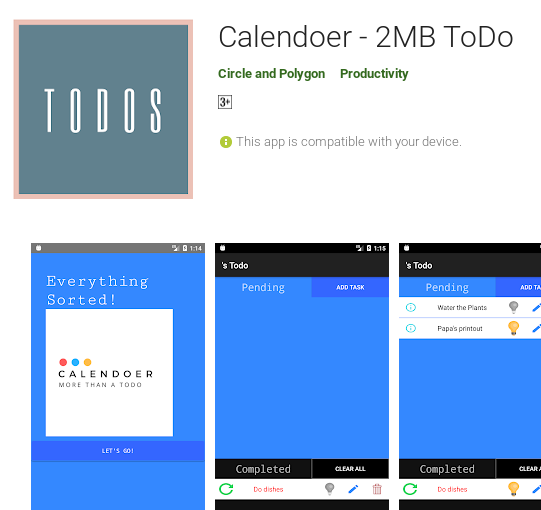 TODOS
Calendoer - 2MB ToDo
Circle and Polygon Productivity
3+
This app is compatible with your device.
1:14
Everything
Sorted!
CALENDOER
MORE THAN A TODO
LET'S GO!
1:15
's Todo
Pending ADD TASK
Completed CLEAR ALL
Do dishes
's Todo
Pending ADD TA
Water the Plants
Papa's printout
Completed CLEAR A
Do dishes